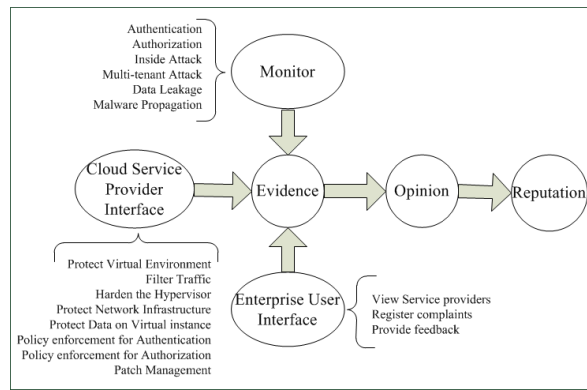 Authentication
Authorization
Inside Attack
Multi-tenant Attack
Data Leakage
Malware Propagation
Monitor
Cloud Service
Provider
Interface
Evidence
Opinion
Reputation
Protect Virtual Environment
Filter Traffic
Harden the Hypervisor
Protect Network Infrastructure
Protect Data on Virtual instance
Policy enforcement for Authentication
Policy enforcement for Authorization
Patch Management
Enterprise User
Interface
View Service providers
Register complaints
Provide feedback